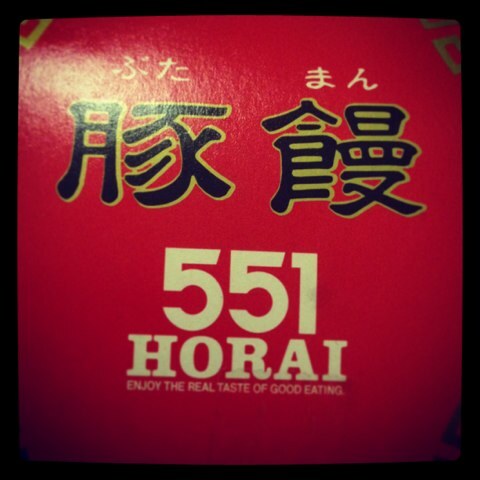 ぶた まん
豚饅
551
HORAI
ENJOY THE REAL TASTE OF GOOD EATING.